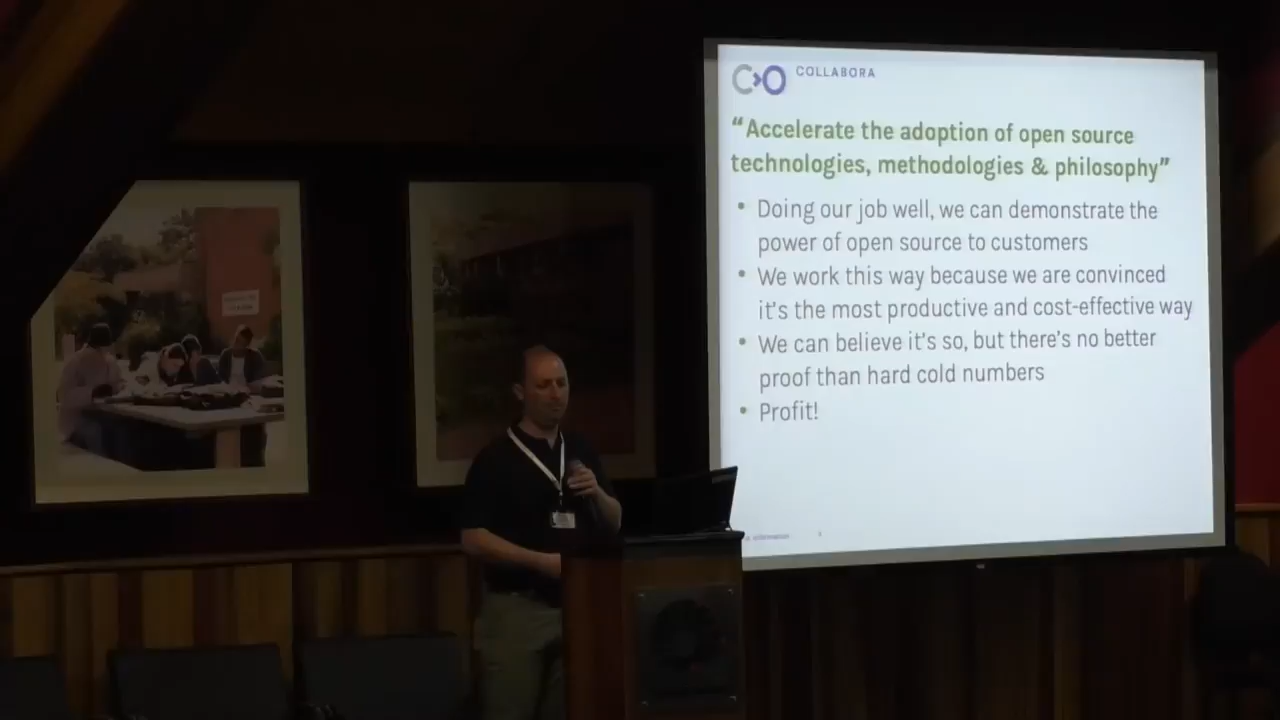 COLLABORA
“Accelerate the adoption of open source
technologies, methodologies & philosophy”
• Doing our job well, we can demonstrate the
power of open source to customers
• We work this way because we are convinced
it's the most productive and cost-effective way
• We can believe it's so, but there's no better
proof than hard cold numbers
• Profit!